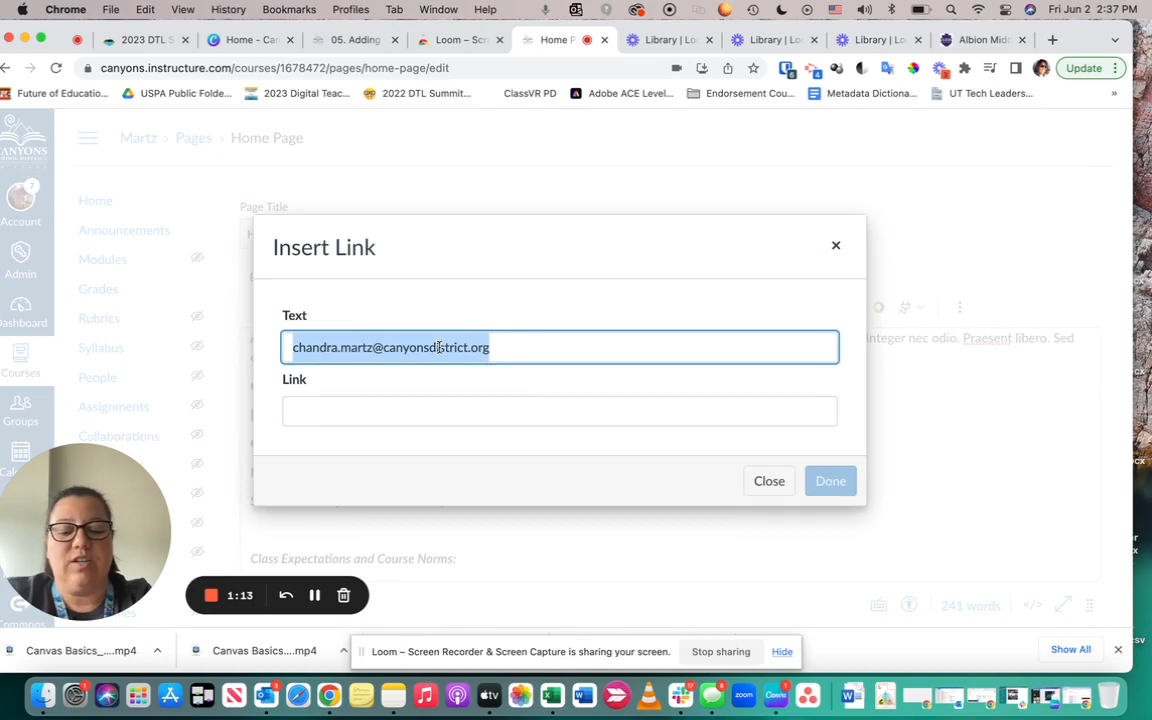 Chrome File Edit View History Bookmarks Profiles Tab Window Help Fri Jun 2 2:37 PM
2023 DTL S Home - Ca 05. Adding Loom – Scr Home P Library | Lo Library | Lo Library | Lo Albion Midd
canyons.instructure.com/courses/1678472/pages/home-page/edit Update
Future of Educatio... USPA Public Folde... 2023 Digital Teac... 2022 DTL Summit... ClassVR PD Adobe ACE Level... Endorsement Cou... Metadata Dictiona... UT Tech Leaders...
CANYONS
Martz > Pages > Home Page
7
Account
Admin
Dashboard
Courses
Groups
Home
Announcements
Modules
Grades
Rubrics
Syllabus
People
Assignments
Collaborations
Page Title
Insert Link
Text
chandra.martz@canyonsdistrict.org
Link
Close Done
Integer nec odio. Praesent libero. Sed
Class Expectations and Course Norms:
1:13
241 words
</>
Commons
Canvas Basics_....mp4 Canvas Basics....mp4 Loom – Screen Recorder & Screen Capture is sharing your screen. Stop sharing Hide Show All
zoom